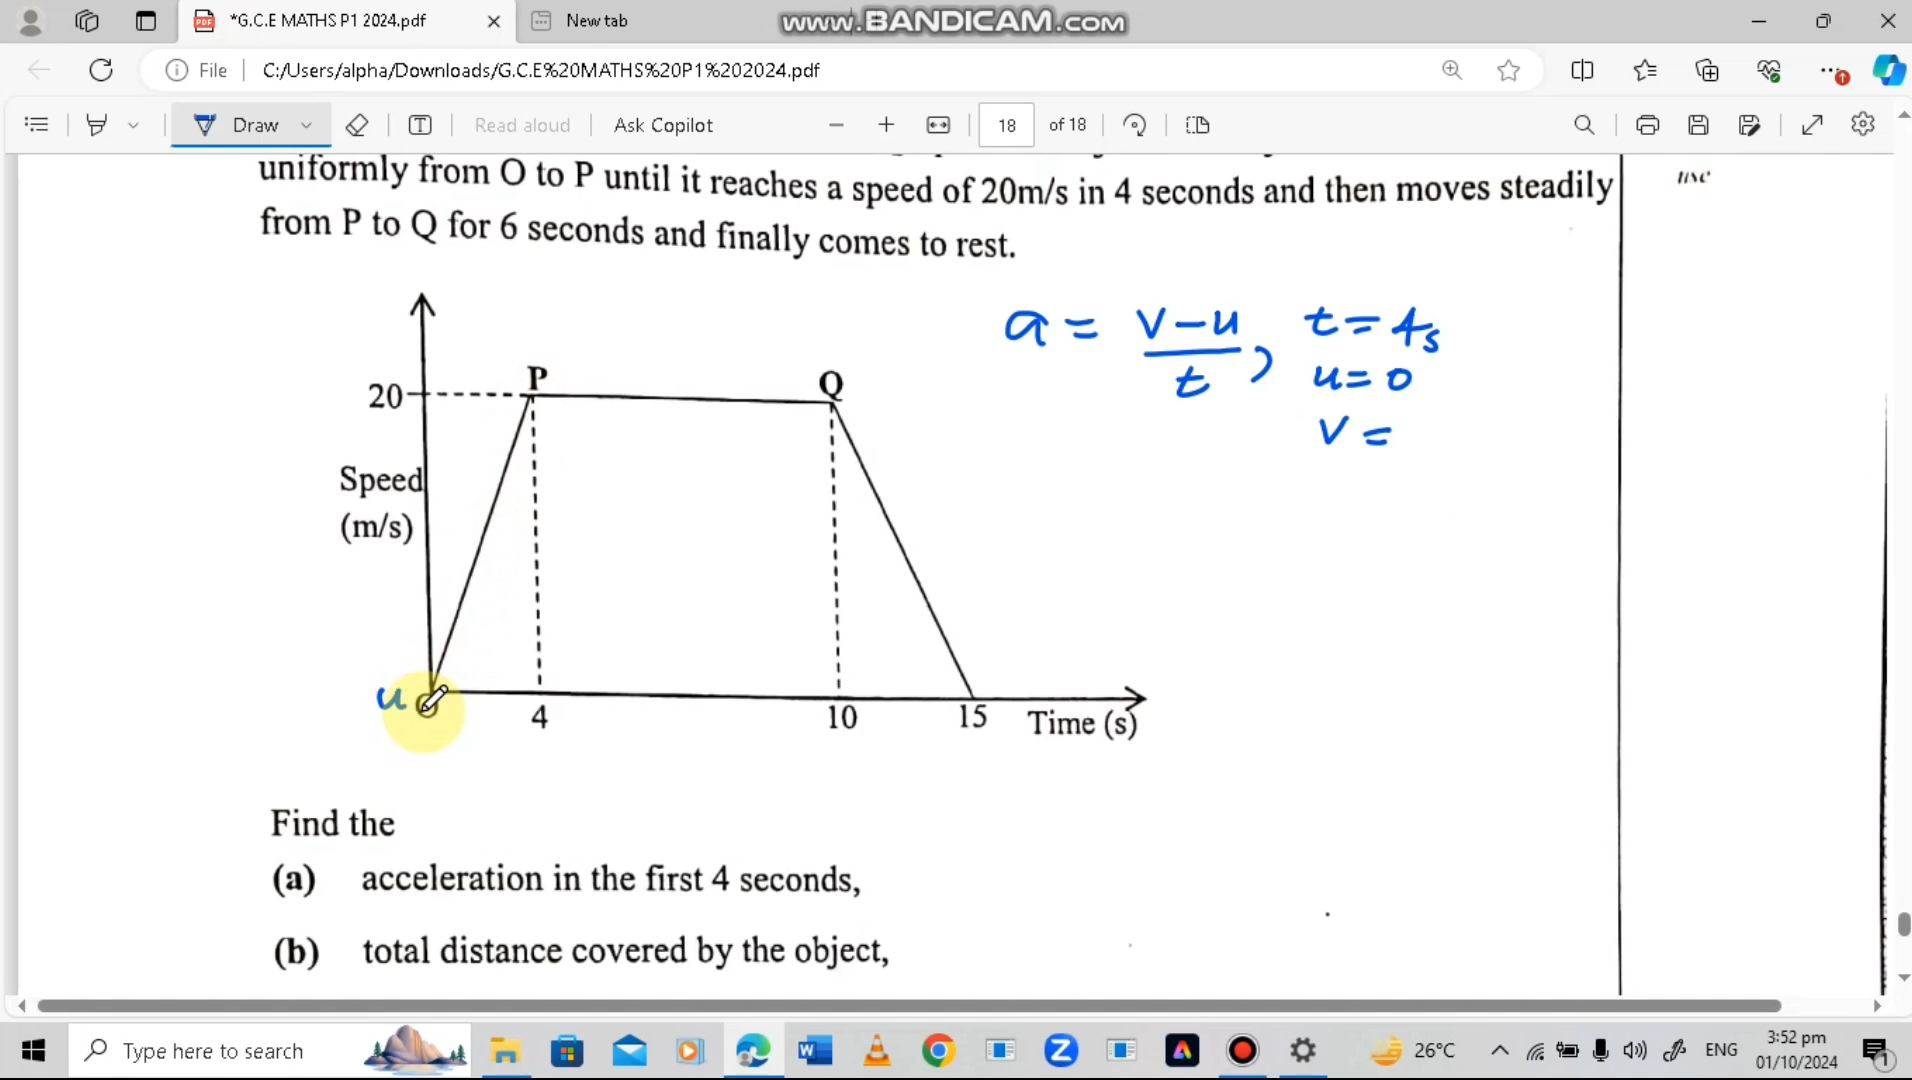 *G.C.E MATHS P1 2024.pdf
New tab
www.BANDICAM.com
File
C:/Users/alpha/Downloads/G.C.E%20MATHS%20P1%202024.pdf
Draw
Read aloud
Ask Copilot
18
of 18
uniformly from O to P until it reaches a speed of 20m/s in 4 seconds and then moves steadily
use
from P to Q for 6 seconds and finally comes to rest.
a = v-u / t , t = 4s
u = 0
v =
P
Q
20
Speed
(m/s)
u
4
10
15
Time (s)
Find the
(a) acceleration in the first 4 seconds,
(b) total distance covered by the object,
Type here to search
26°C
ENG
3:52 pm
01/10/2024
1